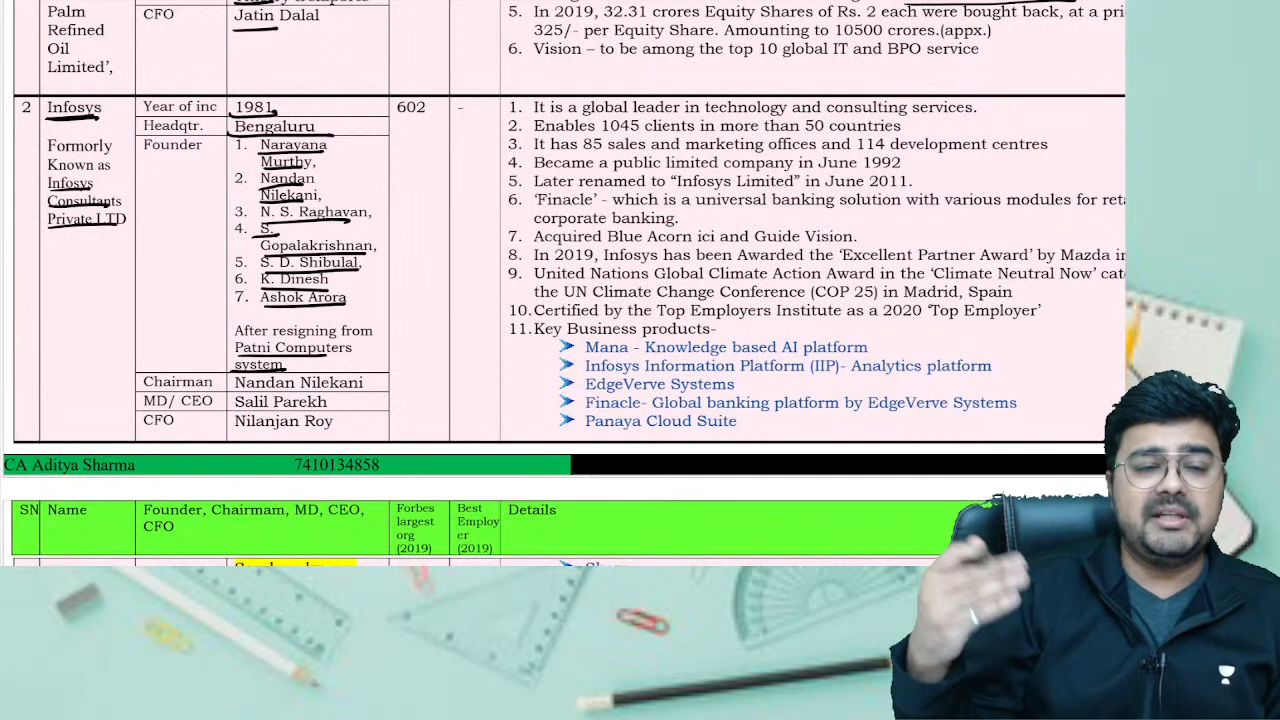 Palm
Refined
Oil
Limited’,
CFO
Jatin Dalal
5. In 2019, 32.31 crores Equity Shares of Rs. 2 each were bought back, at a pri
325/- per Equity Share. Amounting to 10500 crores.(appx.)
6. Vision – to be among the top 10 global IT and BPO service
2
Infosys
Formorly
Known as
Infosys
Consultants
Private LTD
Year of inc
1981
602
-
Headqtr.
Bengaluru
Founder
1. Narayana
Murthy,
2. Nandan
Nilekani,
3. N. S. Raghavan,
4. S.
Gopalakrishnan,
5. S. D. Shibulal,
6. K. Dinesh
7. Ashok Arora
After resigning from
Patni Computers
system
Chairman
Nandan Nilekani
MD/ CEO
Salil Parekh
CFO
Nilanjan Roy
1. It is a global leader in technology and consulting services.
2. Enables 1045 clients in more than 50 countries
3. It has 85 sales and marketing offices and 114 development centres
4. Became a public limited company in June 1992
5. Later renamed to “Infosys Limited” in June 2011.
6. ‘Finacle’ - which is a universal banking solution with various modules for reta
corporate banking.
7. Acquired Blue Acorn ici and Guide Vision.
8. In 2019, Infosys has been Awarded the ‘Excellent Partner Award’ by Mazda in
9. United Nations Global Climate Action Award in the ‘Climate Neutral Now’ cat
the UN Climate Change Conference (COP 25) in Madrid, Spain
10.Certified by the Top Employers Institute as a 2020 ‘Top Employer’
11.Key Business products-
Mana - Knowledge based AI platform
Infosys Information Platform (IIP)- Analytics platform
EdgeVerve Systems
Finacle- Global banking platform by EdgeVerve Systems
Panaya Cloud Suite
CA Aditya Sharma 7410134858
SN
Name
Founder, Chairmam, MD, CEO,
CFO
Forbes
largest
org
(2019)
Best
Employ
er
(2019)
Details